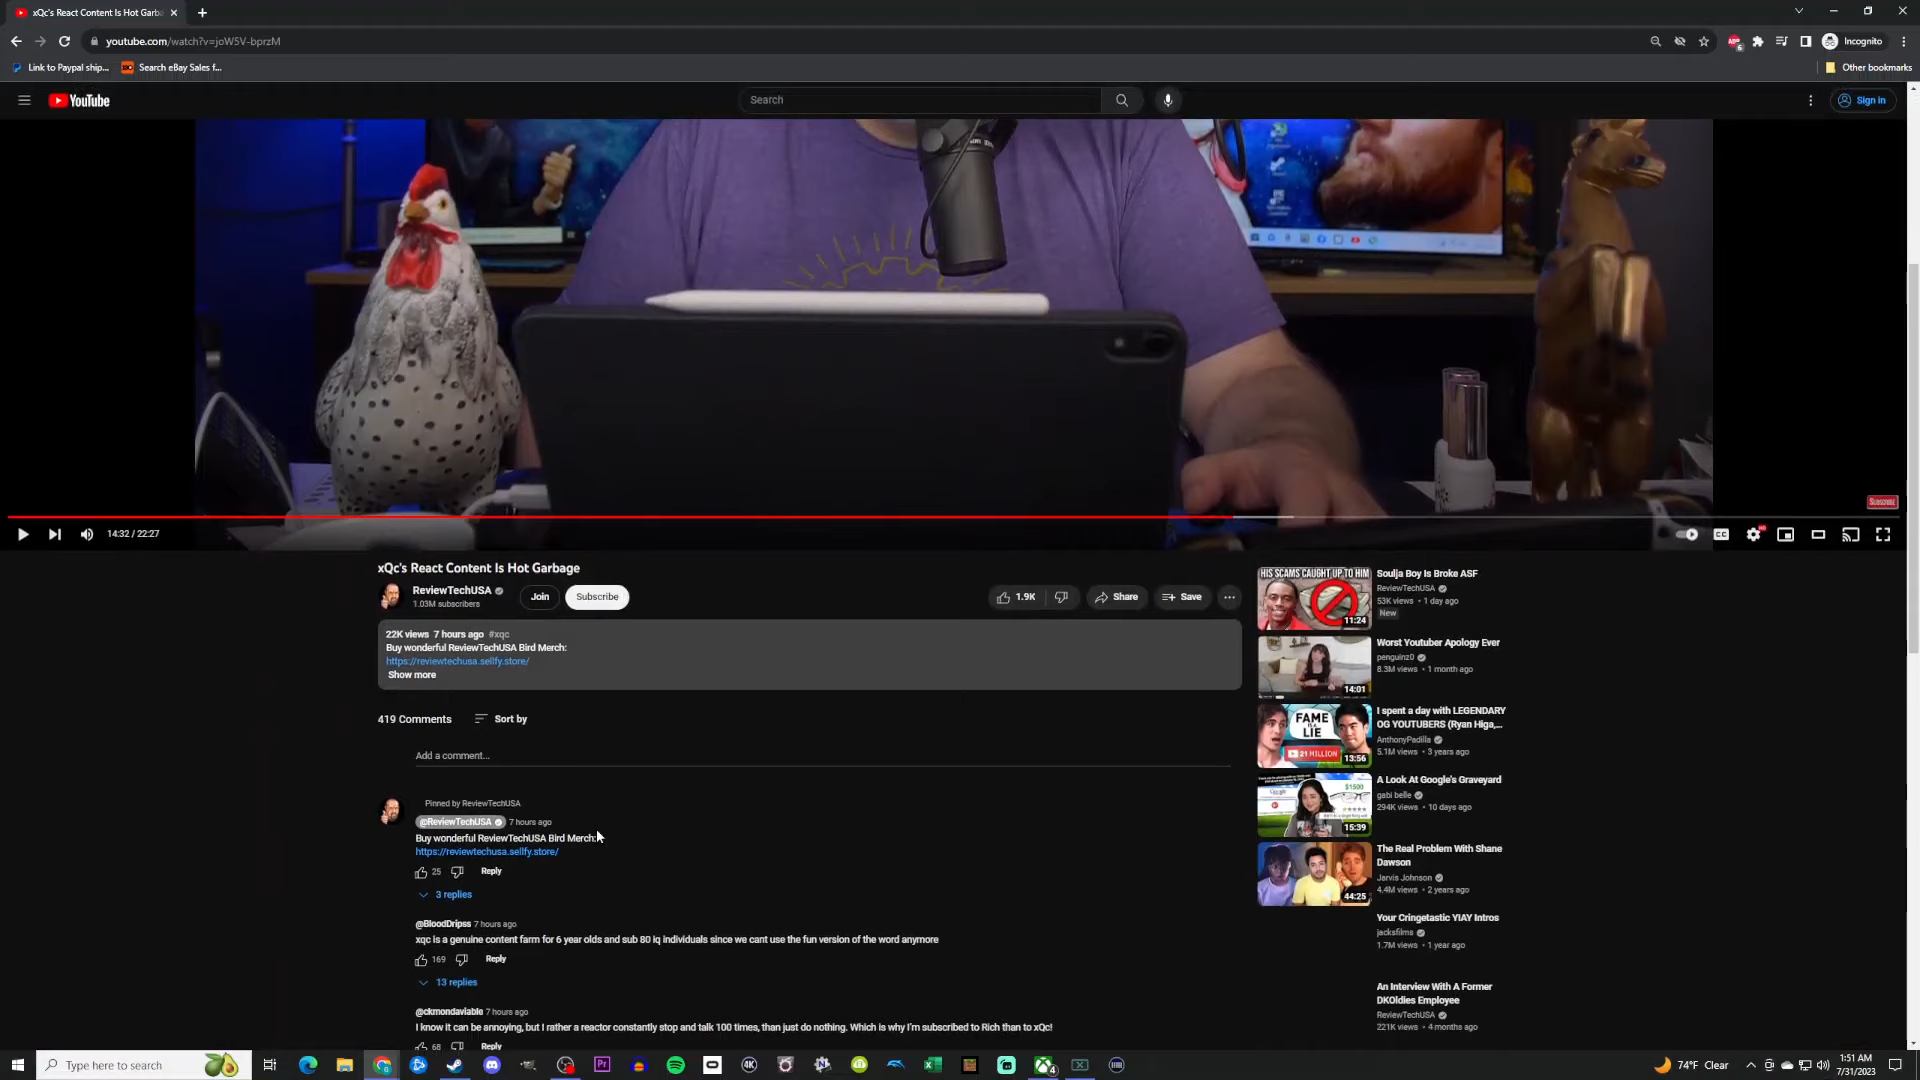 xQc's React Content Is Hot Garb
youtube.com/watch?v=joW5V-bprzM
Incognito
Link to Paypal ship...
Search eBay Sales f...
Other bookmarks
YouTube
Search
Sign in
SUBSCRIBE
14:32 / 22:27
CC
xQc's React Content Is Hot Garbage
ReviewTechUSA
1.03M subscribers
Join
Subscribe
1.9K
Share
Save
22K views 7 hours ago #xqc
Buy wonderful ReviewTechUSA Bird Merch:
https://reviewtechusa.sellfy.store/
Show more
419 Comments
Sort by
Add a comment...
Pinned by ReviewTechUSA
@ReviewTechUSA 7 hours ago
Buy wonderful ReviewTechUSA Bird Merch:
https://reviewtechusa.sellfy.store/
25 Reply
3 replies
@BloodDripss 7 hours ago
xqc is a genuine content farm for 6 year olds and sub 80 iq individuals since we cant use the fun version of the word anymore
169 Reply
13 replies
@ckmondaviable 7 hours ago
I know it can be annoying, but I rather a reactor constantly stop and talk 100 times, than just do nothing. Which is why I'm subscribed to Rich than to xQc!
68 Reply
HIS SCAMS CAUGHT UP TO HIM
11:24
Soulja Boy Is Broke ASF
ReviewTechUSA
53K views • 1 day ago
New
14:01
Worst Youtuber Apology Ever
penguinz0
8.3M views • 1 month ago
FAME IS A LIE
21 MILLION
13:56
I spent a day with LEGENDARY
OG YOUTUBERS (Ryan Higa,...
AnthonyPadilla
5.1M views • 3 years ago
$1500
15:39
A Look At Google's Graveyard
gabi belle
294K views • 10 days ago
44:25
The Real Problem With Shane
Dawson
Jarvis Johnson
4.4M views • 2 years ago
Your Cringetastic YIAY Intros
jacksfilms
1.7M views • 1 year ago
An Interview With A Former
DKOldies Employee
ReviewTechUSA
221K views • 4 months ago
Type here to search
Pr
4K
74°F Clear
1:51 AM
7/31/2023